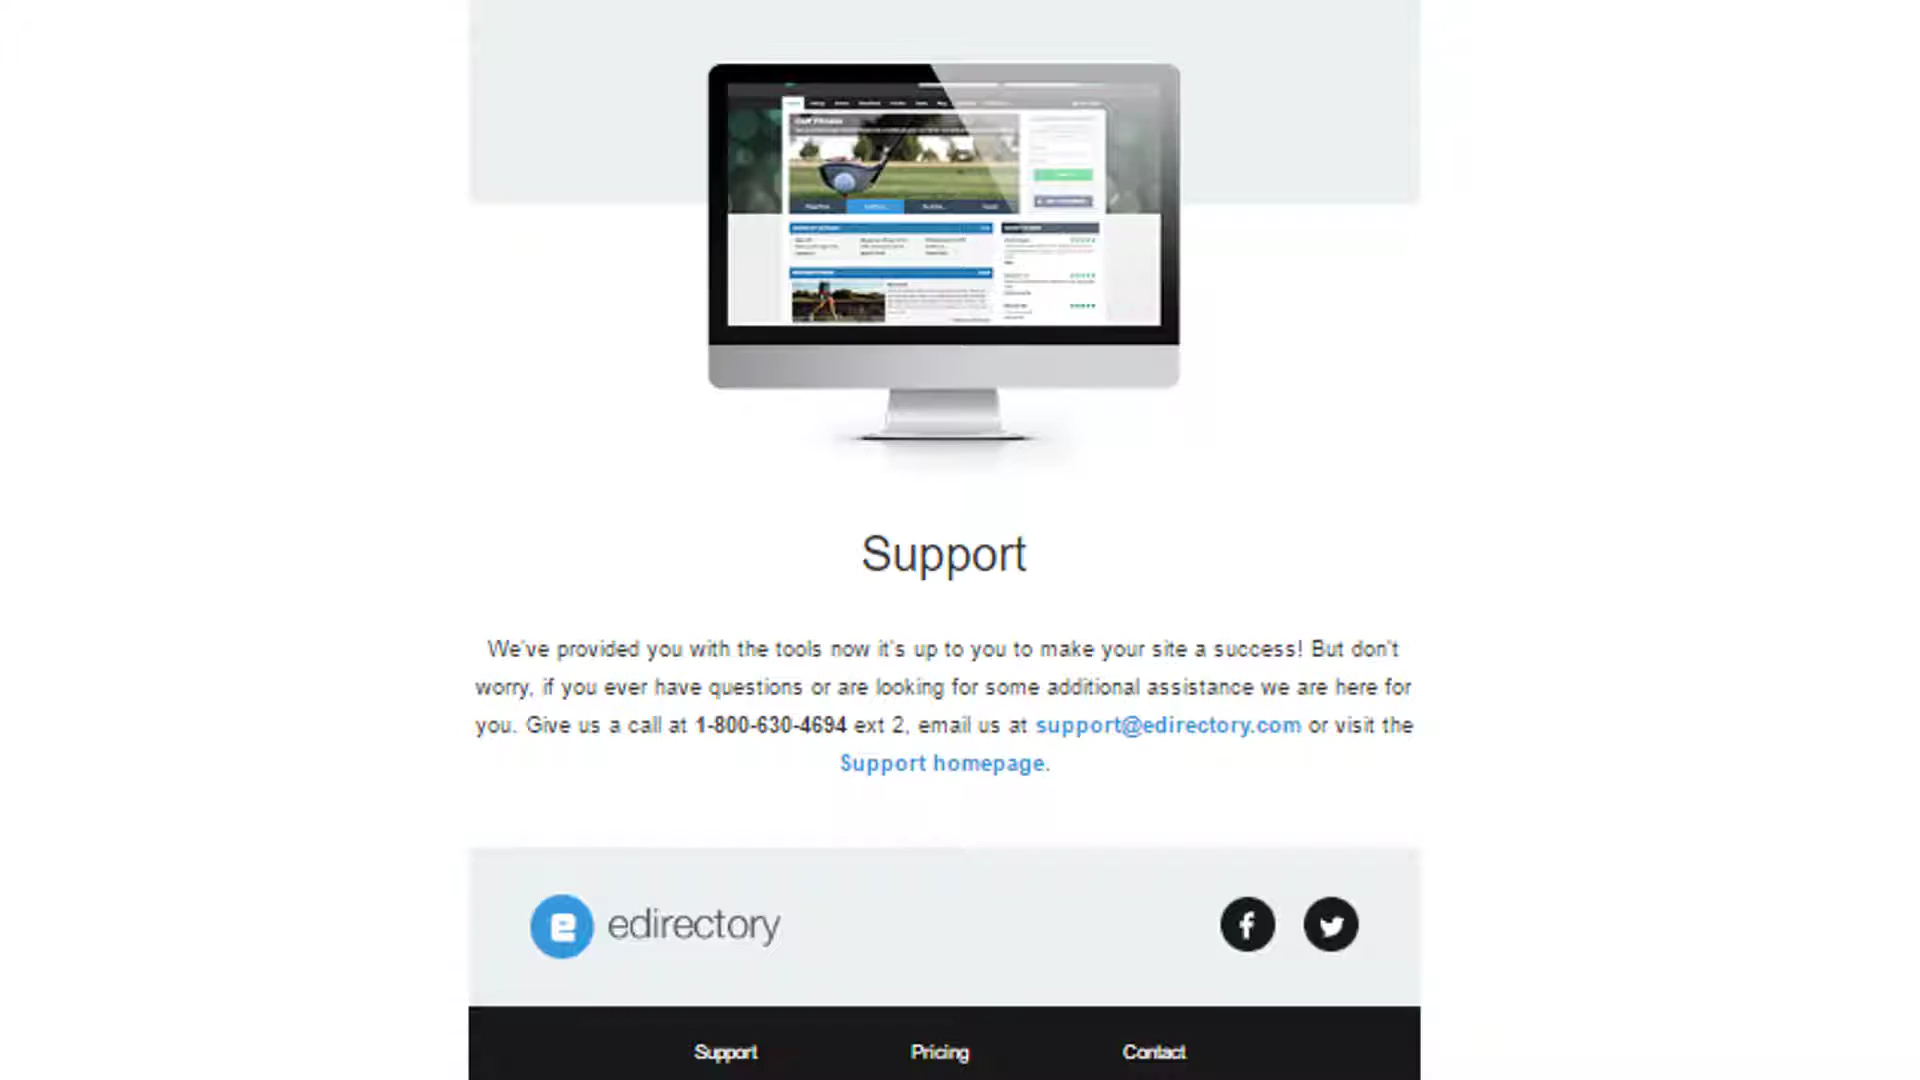 Support
We've provided you with the tools now it's up to you to make your site a success! But don't
worry, if you ever have questions or are looking for some additional assistance we are here for
you. Give us a call at 1-800-630-4694 ext 2, email us at support@edirectory.com or visit the
Support homepage.
e edirectory
Support Pricing Contact